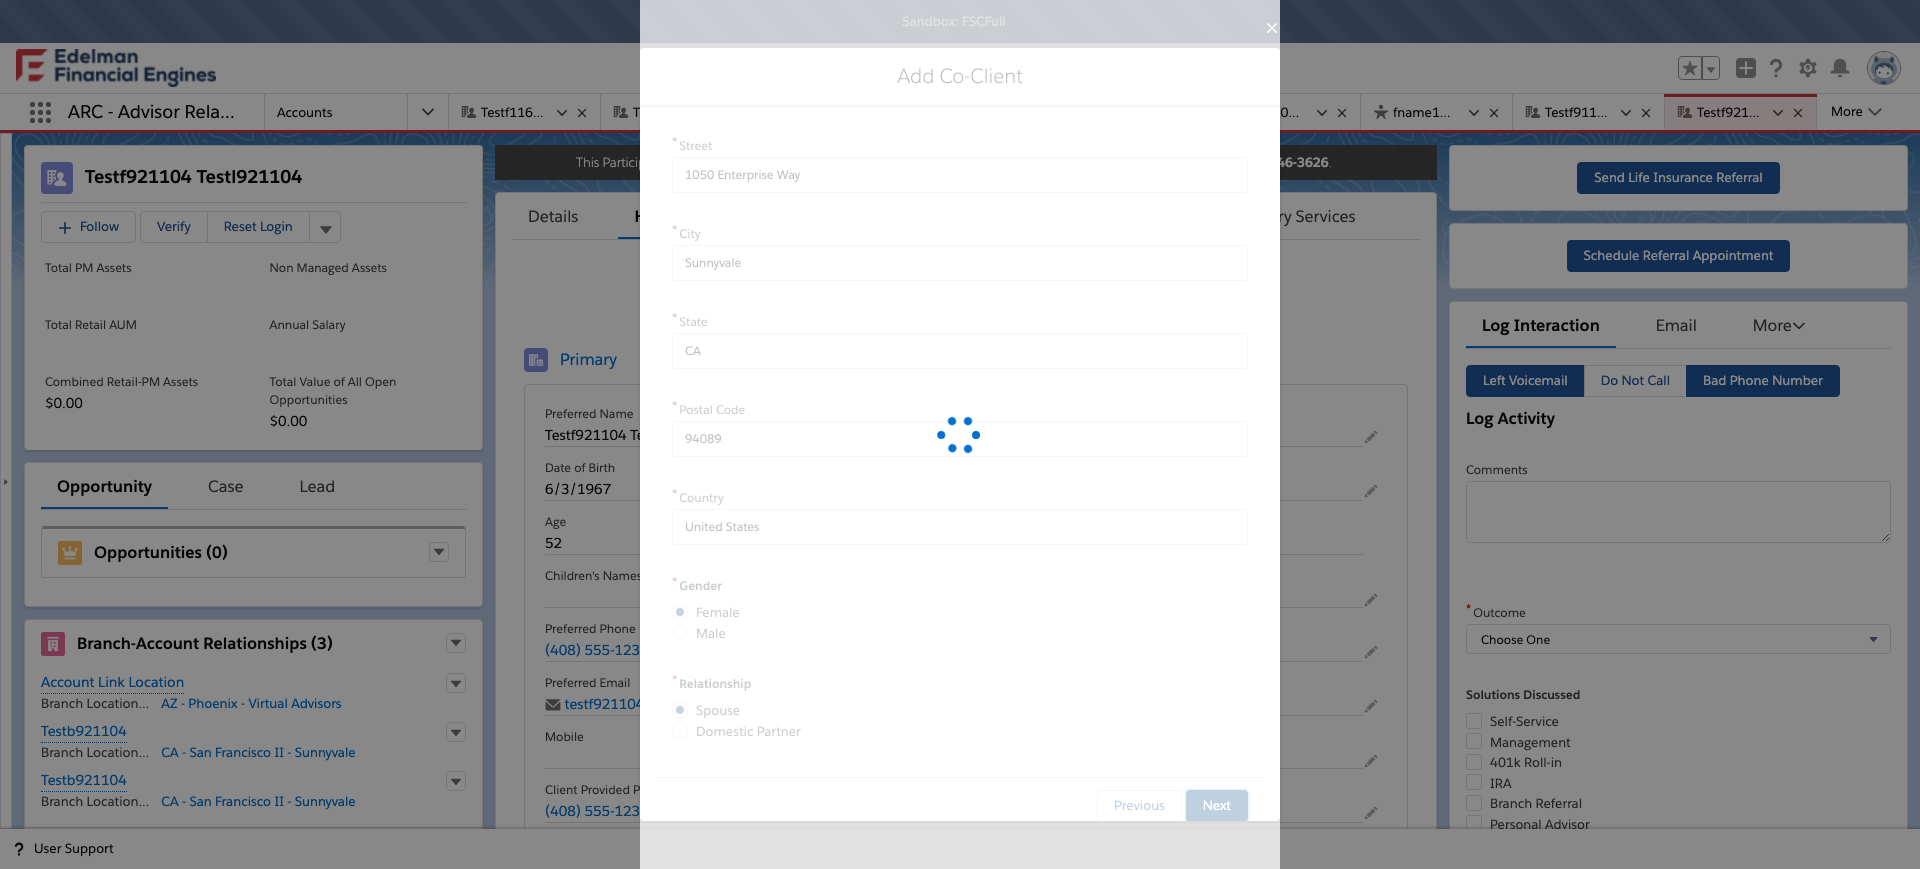 Sandbox: FSCFull
Edelman
Financial Engines
ARC - Advisor Rela...
Accounts
Testf116...
T
0...
fname1...
Testf911...
Testf921...
More
Testf921104 Testl921104
Follow
Verify
Reset Login
Total PM Assets
Non Managed Assets
Total Retail AUM
Annual Salary
Combined Retail-PM Assets
$0.00
Total Value of All Open
Opportunities
$0.00
Opportunity
Case
Lead
Opportunities (0)
Branch-Account Relationships (3)
Account Link Location
Branch Location... AZ - Phoenix - Virtual Advisors
Testb921104
Branch Location... CA - San Francisco II - Sunnyvale
Testb921104
Branch Location... CA - San Francisco II - Sunnyvale
This Partici
46-3626.
Details
ry Services
Primary
Preferred Name
Testf921104 Te
Date of Birth
6/3/1967
Age
52
Children's Names
Preferred Phone
(408) 555-123
Preferred Email
testf921104
Mobile
Client Provided P
(408) 555-123
Add Co-Client
* Street
1050 Enterprise Way
* City
Sunnyvale
* State
CA
* Postal Code
94089
* Country
United States
* Gender
Female
Male
* Relationship
Spouse
Domestic Partner
Previous
Next
Send Life Insurance Referral
Schedule Referral Appointment
Log Interaction
Email
More
Left Voicemail
Do Not Call
Bad Phone Number
Log Activity
Comments
* Outcome
Choose One
Solutions Discussed
Self-Service
Management
401k Roll-in
IRA
Branch Referral
Personal Advisor
? User Support